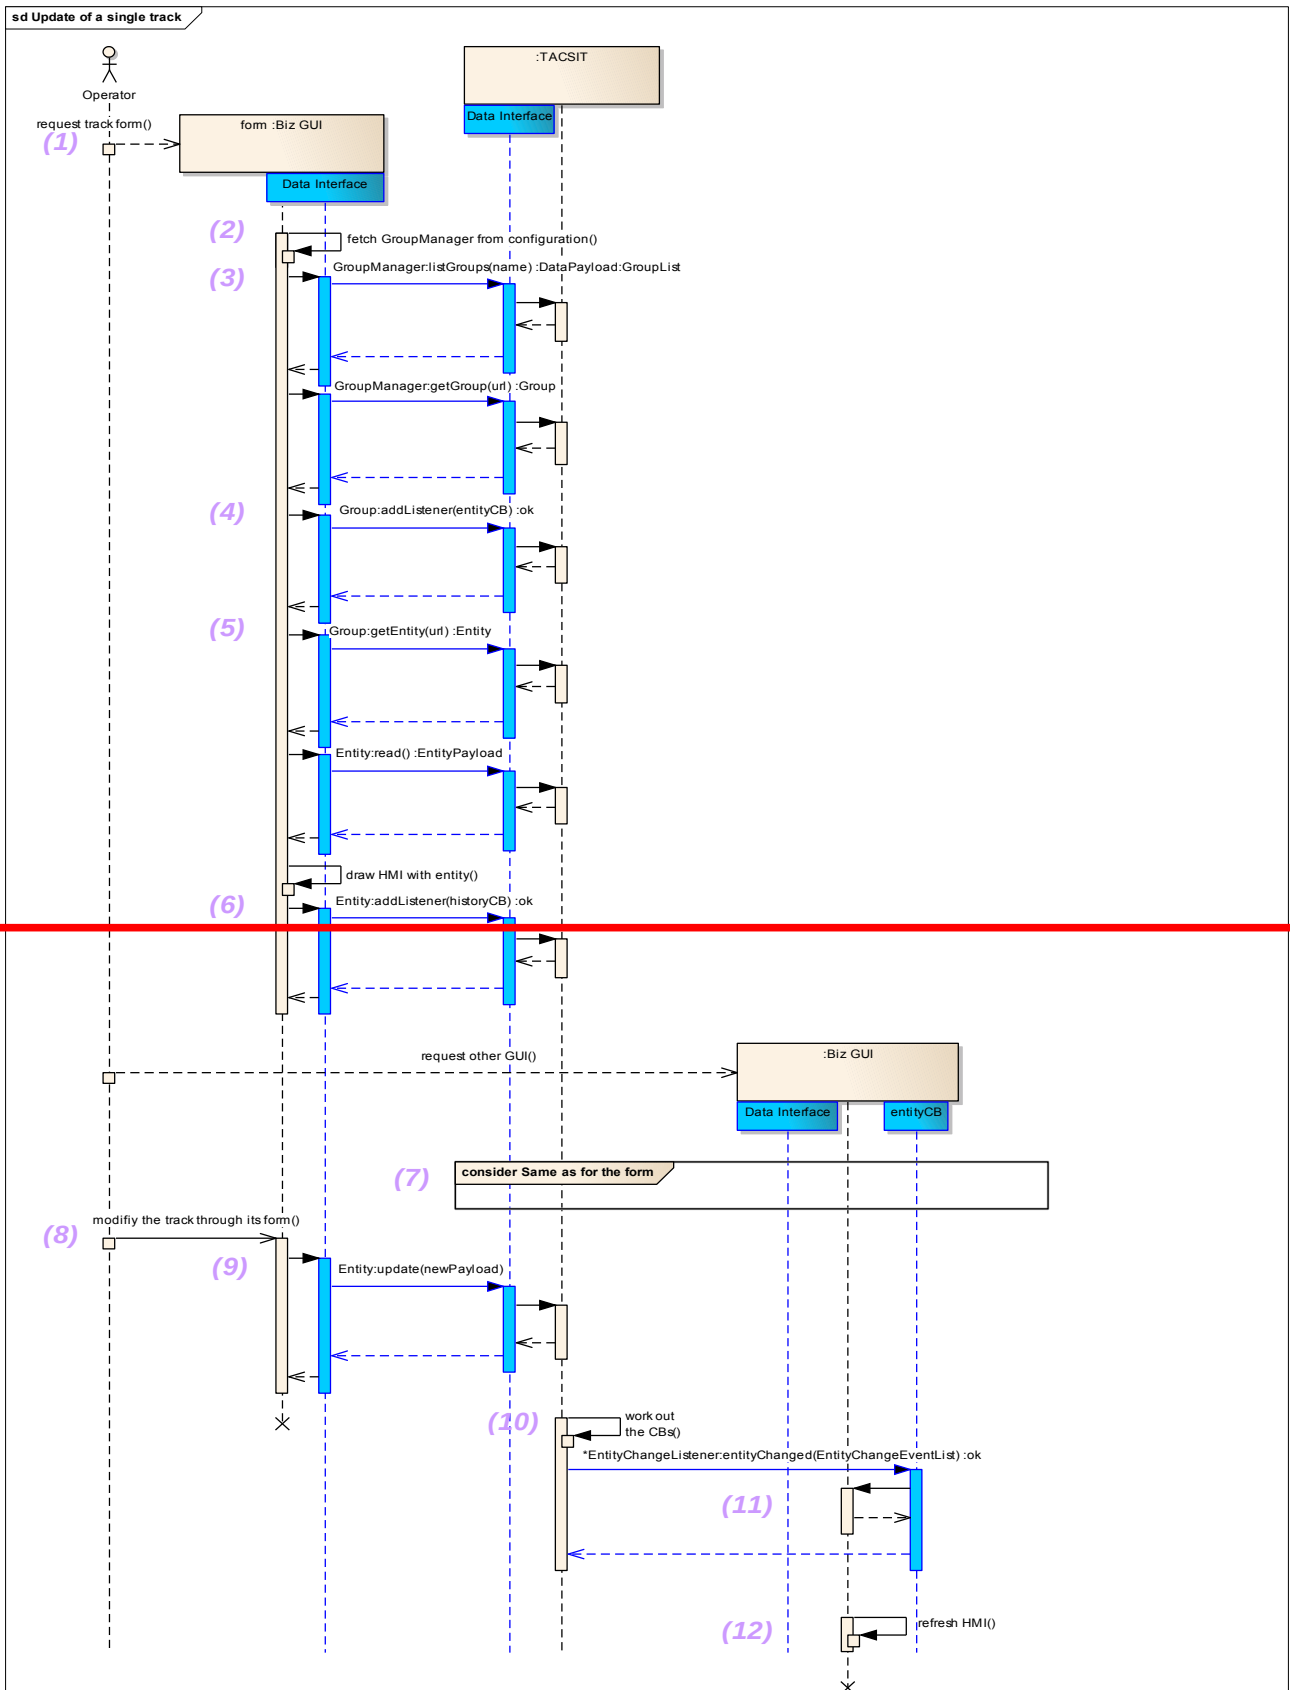 sd Update of a single track
:TACSIT
Operator
Data Interface
request track form()
form :Biz GUI
(1)
Data Interface
(2)
fetch GroupManager from configuration()
GroupManager:listGroups(name) :DataPayload:GroupList
(3)
GroupManager:getGroup(url) :Group
(4)
Group:addListener(entityCB) :ok
(5)
Group:getEntity(url) :Entity
Entity:read() :EntityPayload
draw HMI with entity()
(6)
Entity:addListener(historyCB) :ok
request other GUI()
:Biz GUI
Data Interface
entityCB
(7)
consider Same as for the form
modifiy the track through its form()
(8)
(9)
Entity:update(newPayload)
(10)
work out
the CBs()
*EntityChangeListener:entityChanged(EntityChangeEventList) :ok
(11)
(12)
refresh HMI()